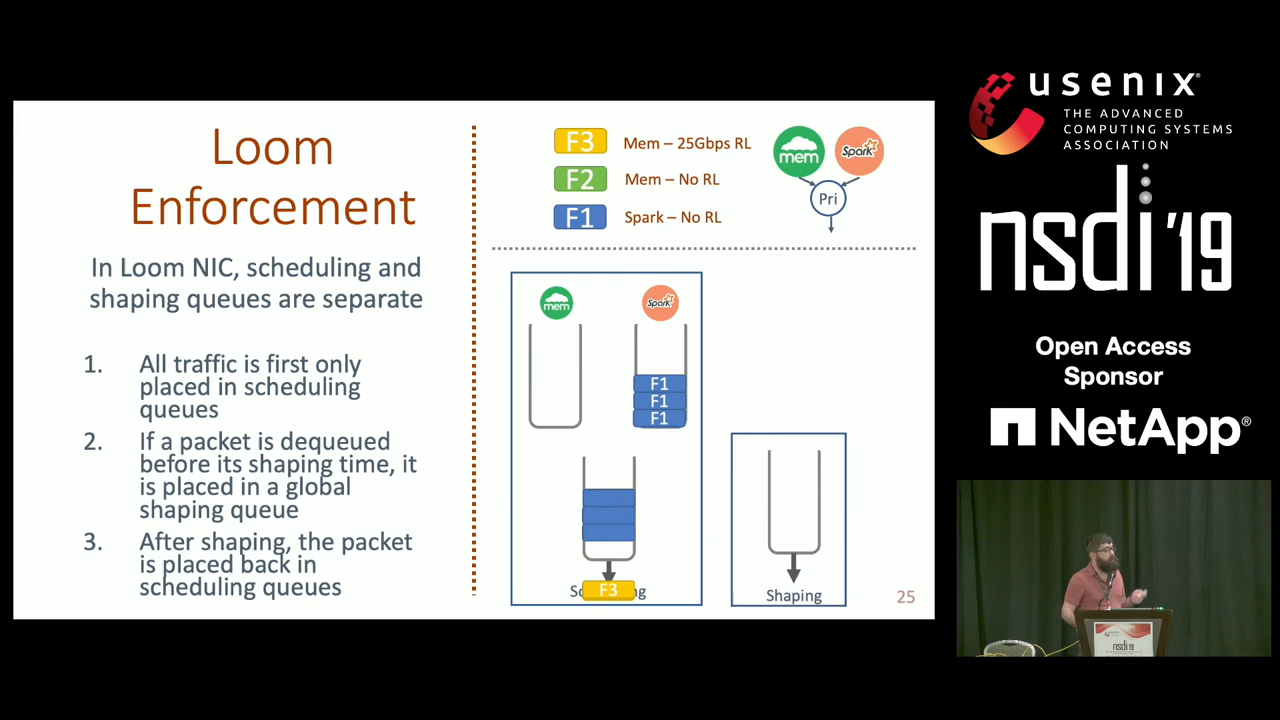 Loom
Enforcement
In Loom NIC, scheduling and
shaping queues are separate
1. All traffic is first only
placed in scheduling
queues
2. If a packet is dequeued
before its shaping time, it
is placed in a global
shaping queue
3. After shaping, the packet
is placed back in
scheduling queues
F3 Mem – 25Gbps RL
F2 Mem – No RL
F1 Spark – No RL
mem
Spark
Pri
mem
Spark
F1
F1
F1
F3
Shaping
25
usenix®
THE ADVANCED
COMPUTING SYSTEMS
ASSOCIATION
nsdi '19
Open Access
Sponsor
NetApp®
usenix
nsdi '19